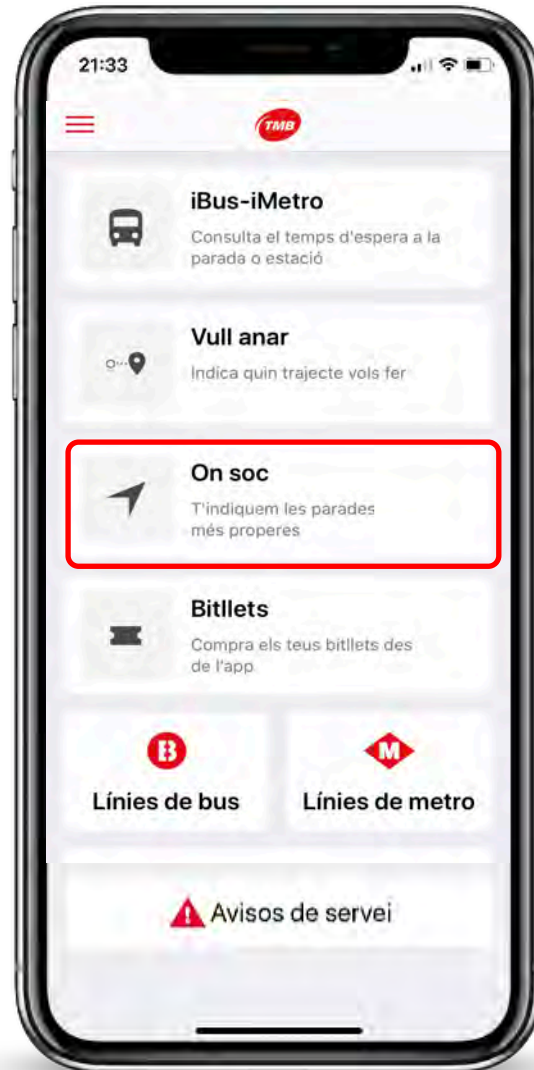 21:33
TMB
iBus-iMetro
Consulta el temps d'espera a la
parada o estació
Vull anar
Indica quin trajecte vols fer
On soc
T'indiquem les parades
més properes
Bitllets
Compra els teus bitllets des
de l'app
B
M
Línies de bus
Línies de metro
Avisos de servei